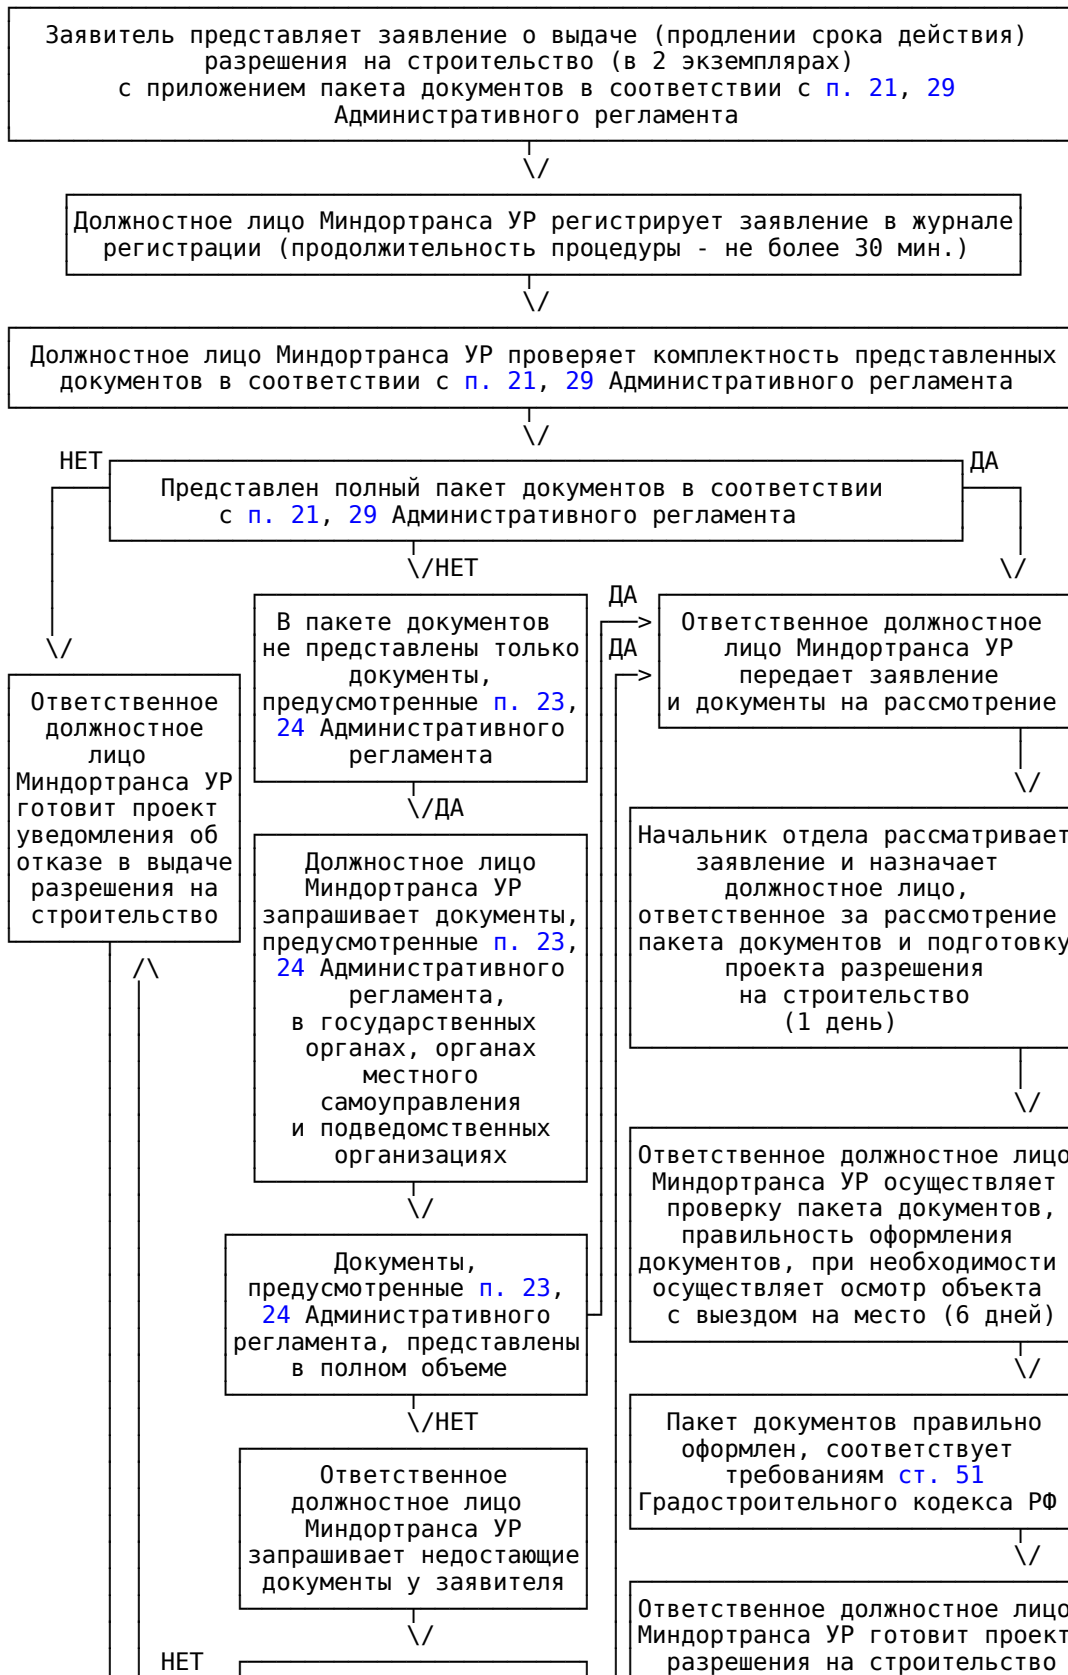 Заявитель представляет заявление о выдаче (продлении срока действия)
разрешения на строительство (в 2 экземплярах)
с приложением пакета документов в соответствии с п. 21, 29
Административного регламента
\/
Должностное лицо Миндортранса УР регистрирует заявление в журнале
регистрации (продолжительность процедуры - не более 30 мин.)
\/
Должностное лицо Миндортранса УР проверяет комплектность представленных
документов в соответствии с п. 21, 29 Административного регламента
\/
НЕТ
ДА
Представлен полный пакет документов в соответствии
с п. 21, 29 Административного регламента
\/НЕТ
\/
\/
Ответственное
должностное
лицо
Миндортранса УР
готовит проект
уведомления об
отказе в выдаче
разрешения на
строительство
/\
В пакете документов
не представлены только
документы,
предусмотренные п. 23,
24 Административного
регламента
\/ДА
Должностное лицо
Миндортранса УР
запрашивает документы,
предусмотренные п. 23,
24 Административного
регламента,
в государственных
органах, органах
местного
самоуправления
и подведомственных
организациях
\/
Документы,
предусмотренные п. 23,
24 Административного
регламента, представлены
в полном объеме
\/НЕТ
Ответственное
должностное лицо
Миндортранса УР
запрашивает недостающие
документы у заявителя
\/
НЕТ
ДА
>
ДА
>
Ответственное должностное
лицо Миндортранса УР
передает заявление
и документы на рассмотрение
\/
Начальник отдела рассматривает
заявление и назначает
должностное лицо,
ответственное за рассмотрение
пакета документов и подготовку
проекта разрешения
на строительство
(1 день)
\/
Ответственное должностное лицо
Миндортранса УР осуществляет
проверку пакета документов,
правильность оформления
документов, при необходимости
осуществляет осмотр объекта
с выездом на место (6 дней)
\/
Пакет документов правильно
оформлен, соответствует
требованиям ст. 51
Градостроительного кодекса РФ
\/
Ответственное должностное лицо
Миндортранса УР готовит проект
разрешения на строительство